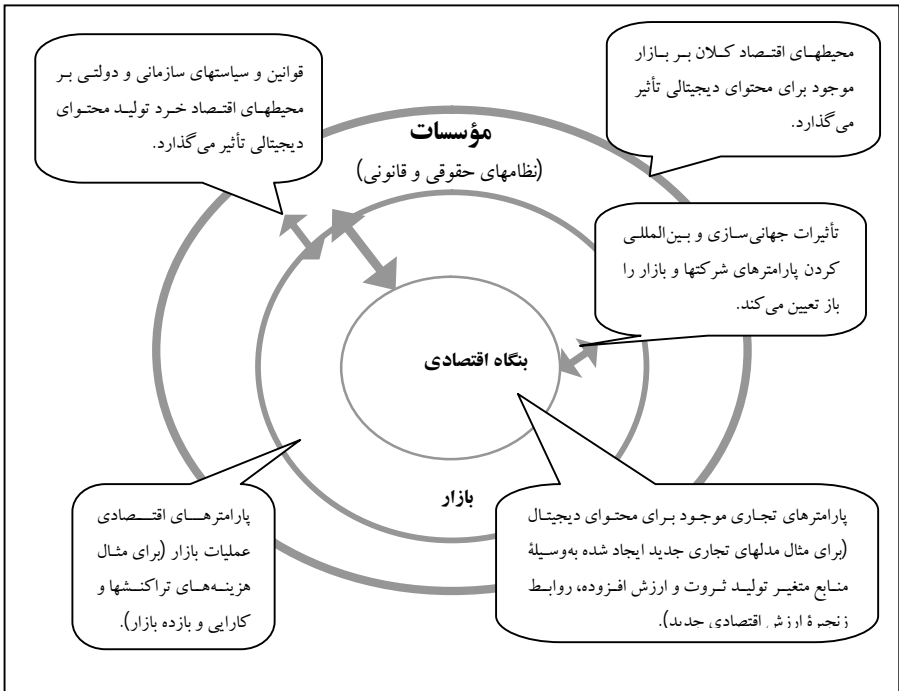 محیطهای اقتصاد کلان بر بازار
موجود برای محتوای دیجیتالی تأثیر
می‌گذارد.
قوانین و سیاستهای سازمانی و دولتی بر
محیطهای اقتصاد خرد تولید محتوای
دیجیتالی تأثیر می‌گذارد.
مؤسسات
(نظامهای حقوقی و قانونی)
تأثیرات جهانی‌سازی و بین‌المللی
کردن پارامترهای شرکتها و بازار را
باز تعیین می‌کند.
بنگاه اقتصادی
بازار
پارامترهای تجاری موجود برای محتوای دیجیتال
(برای مثال مدلهای تجاری جدید ایجاد شده به‌وسیلۀ
منابع متغیر تولید ثروت و ارزش افزوده، روابط
زنجیرۀ ارزش اقتصادی جدید).
پارامترهای اقتصادی
عملیات بازار (برای مثال
هزینه‌های تراکنشها و
کارایی و بازده بازار).